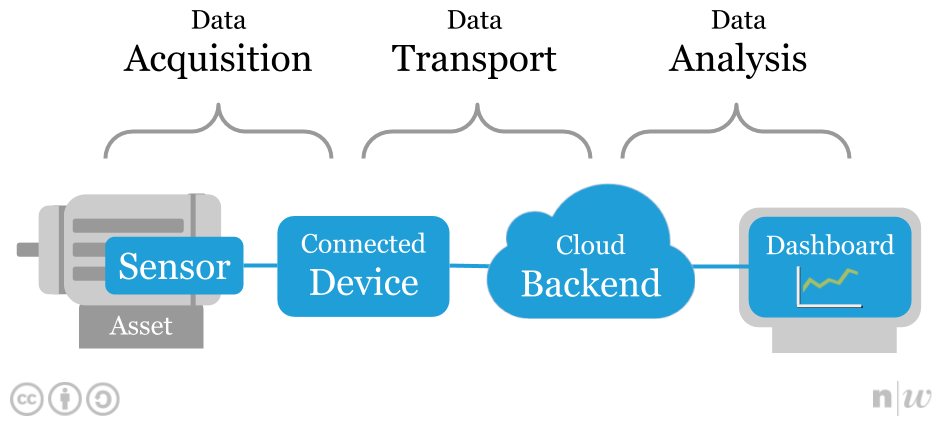 Data
Acquisition
Data
Transport
Data
Analysis
Sensor
Asset
Connected
Device
Cloud
Backend
Dashboard
cc
n|w